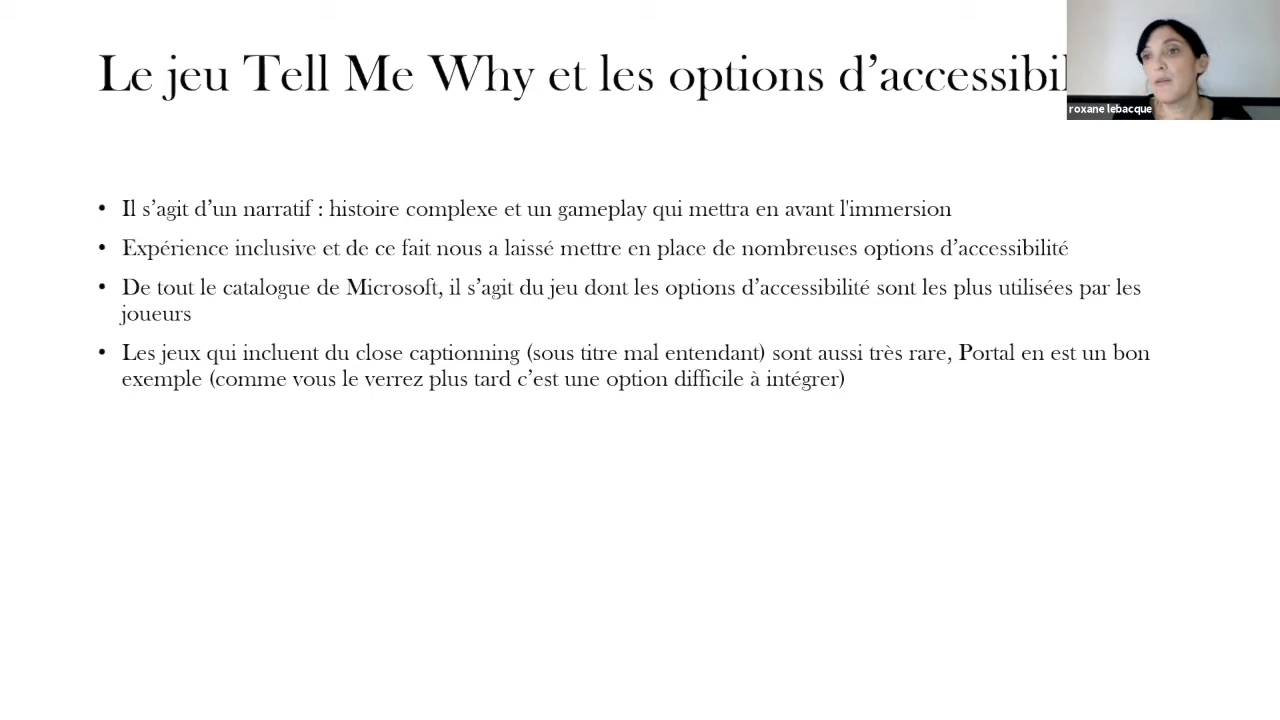 Le jeu Tell Me Why et les options d’accessibil
roxane lebacque
• Il s’agit d’un narratif : histoire complexe et un gameplay qui mettra en avant l'immersion
• Expérience inclusive et de ce fait nous a laissé mettre en place de nombreuses options d’accessibilité
• De tout le catalogue de Microsoft, il s’agit du jeu dont les options d’accessibilité sont les plus utilisées par les
joueurs
• Les jeux qui incluent du close captionning (sous titre mal entendant) sont aussi très rare, Portal en est un bon
exemple (comme vous le verrez plus tard c’est une option difficile à intégrer)